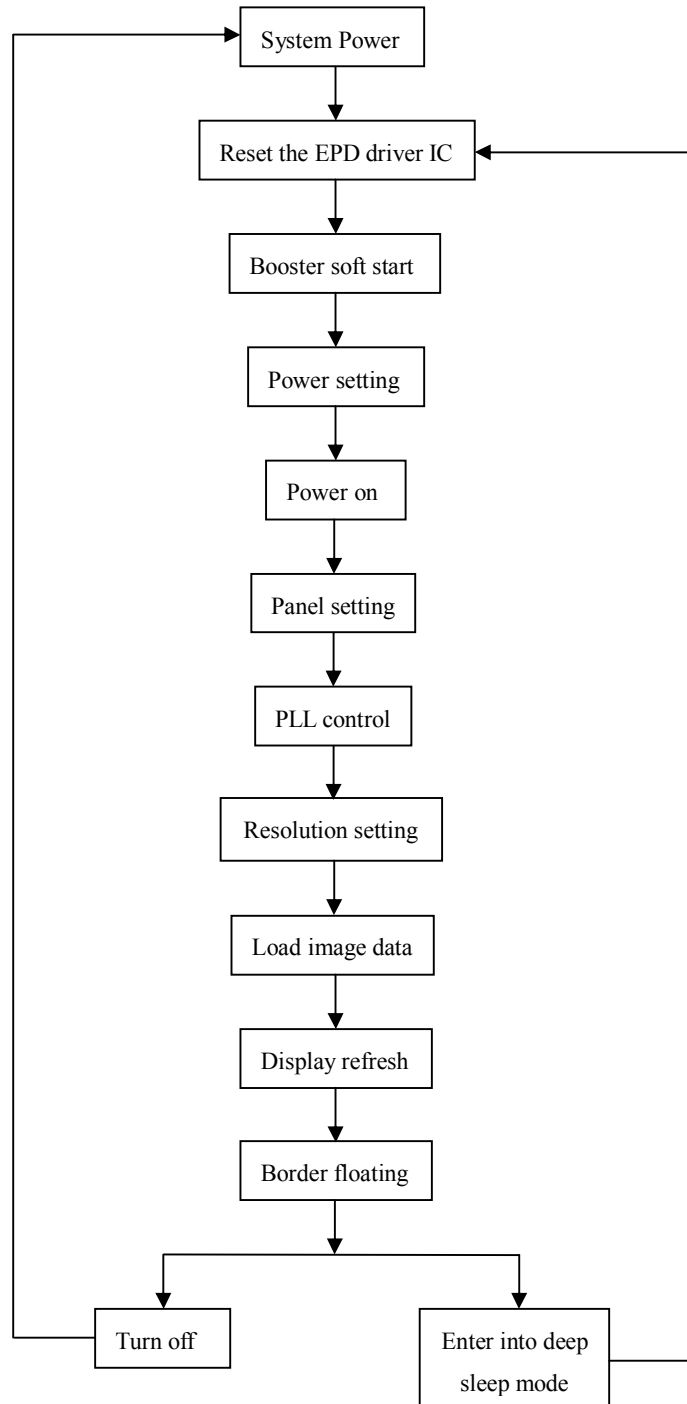 System Power
Reset the EPD driver IC
Booster soft start
Power setting
Power on
Panel setting
PLL control
Resolution setting
Load image data
Display refresh
Border floating
Turn off
Enter into deep
sleep mode